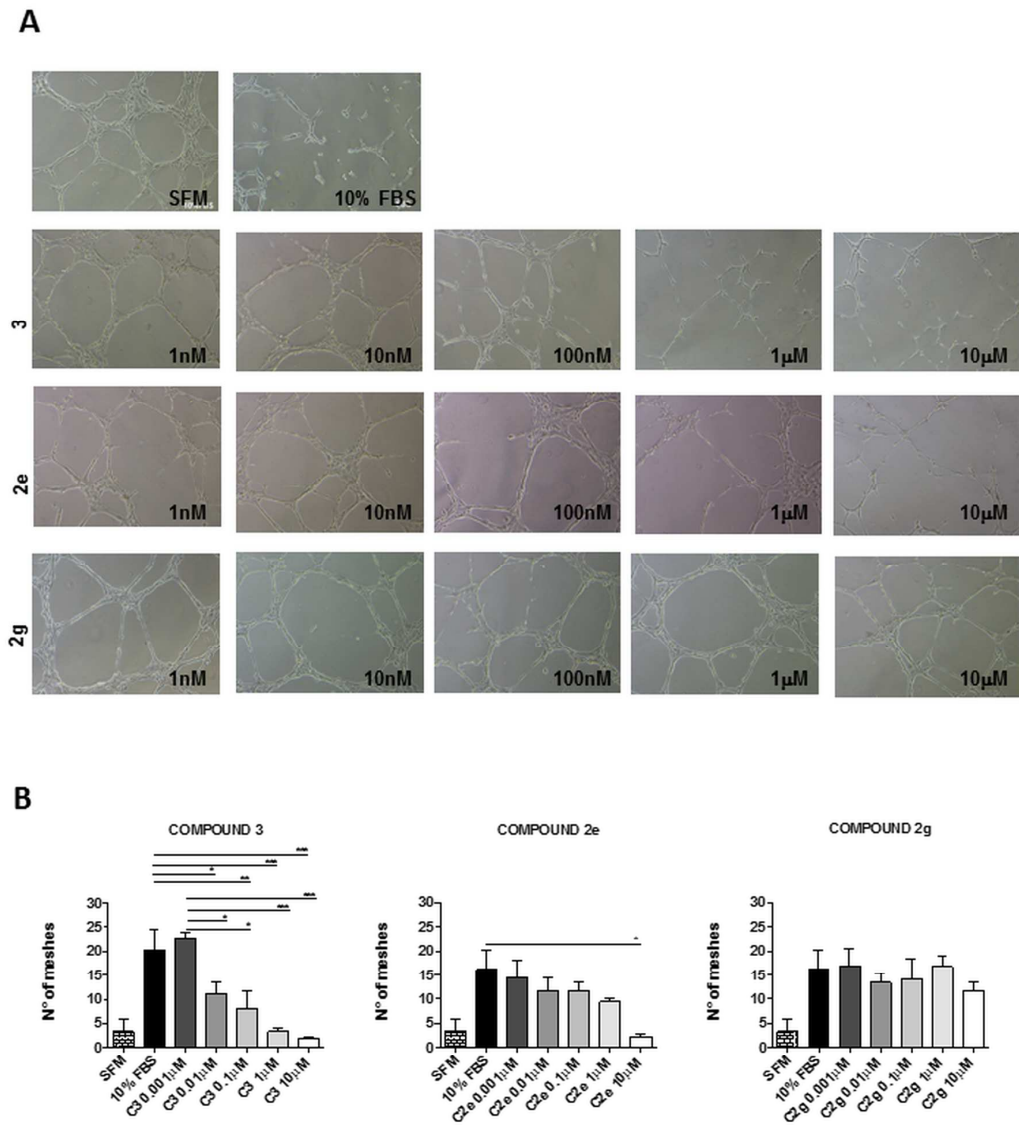 A
SFM
10% FBS
3
1nM
10nM
100nM
1µM
10µM
2e
1nM
10nM
100nM
1µM
10µM
2g
1nM
10nM
100nM
1µM
10µM
B
COMPOUND 3
***
***
*
**
***
***
*
*
N° of meshes
30
25
20
15
10
5
0
SFM
10% FBS
C3 0.001µM
C3 0.01µM
C3 0.1µM
C3 1µM
C3 10µM
COMPOUND 2e
*
N° of meshes
30
25
20
15
10
5
0
SFM
10% FBS
C2e 0.001µM
C2e 0.01µM
C2e 0.1µM
C2e 1µM
C2e 10µM
COMPOUND 2g
N° of meshes
30
25
20
15
10
5
0
SFM
10% FBS
C2g 0.001µM
C2g 0.01µM
C2g 0.1µM
C2g 1µM
C2g 10µM